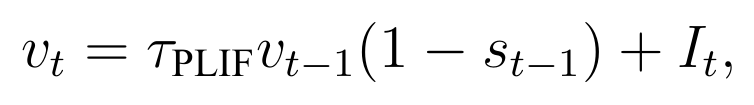 v_t = τ_PLIF v_{t−1}(1 − s_{t−1}) + I_t,